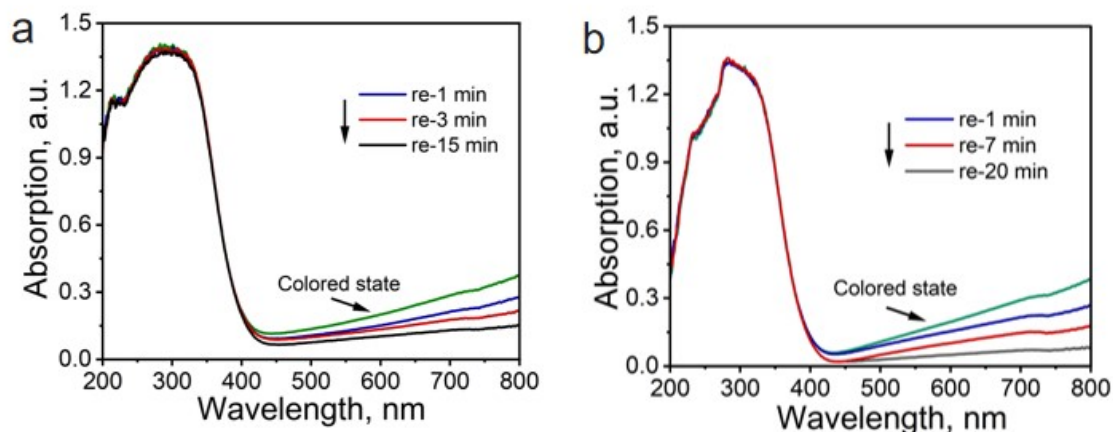 a
1.5
1.2
0.9
0.6
0.3
0.0
Absorption, a.u.
re-1 min
re-3 min
re-15 min
Colored state
200 300 400 500 600 700 800
Wavelength, nm
b
1.5
1.2
0.9
0.6
0.3
0.0
Absorption, a.u.
re-1 min
re-7 min
re-20 min
Colored state
200 300 400 500 600 700 800
Wavelength, nm